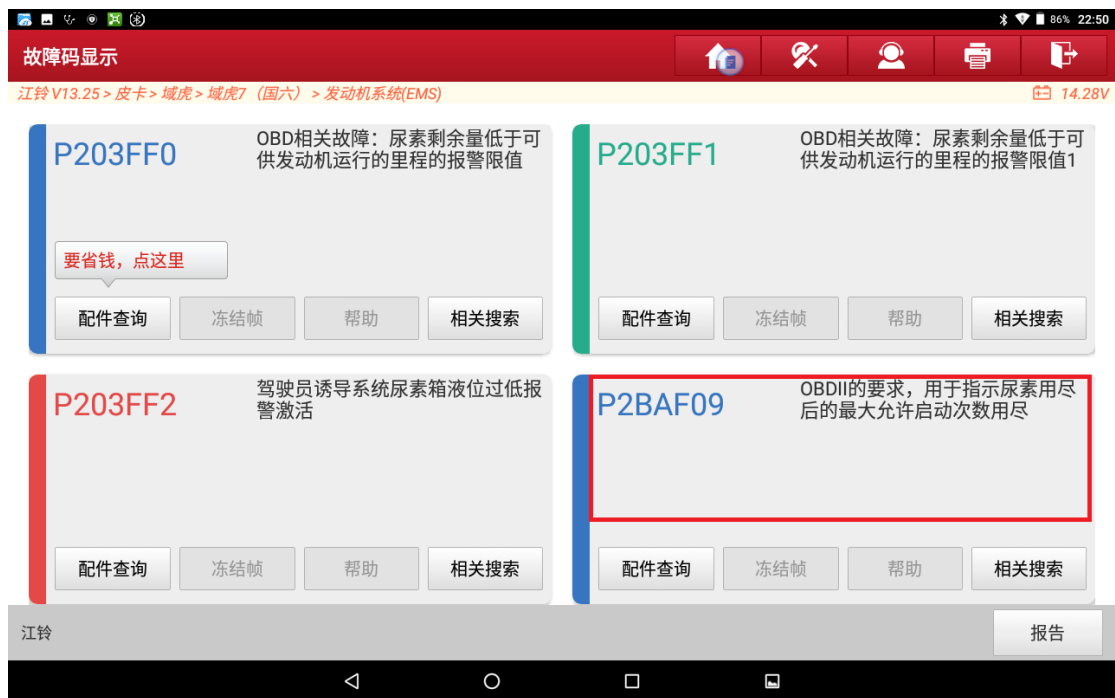 86% 22:50
故障码显示
江铃 V13.25 > 皮卡 > 域虎 > 域虎7（国六） > 发动机系统(EMS)
14.28V
P203FF0
OBD相关故障：尿素剩余量低于可
供发动机运行的里程的报警限值
要省钱，点这里
配件查询
冻结帧
帮助
相关搜索
P203FF1
OBD相关故障：尿素剩余量低于可
供发动机运行的里程的报警限值1
配件查询
冻结帧
帮助
相关搜索
P203FF2
驾驶员诱导系统尿素箱液位过低报
警激活
配件查询
冻结帧
帮助
相关搜索
P2BAF09
OBDII的要求，用于指示尿素用尽
后的最大允许启动次数用尽
配件查询
冻结帧
帮助
相关搜索
江铃
报告